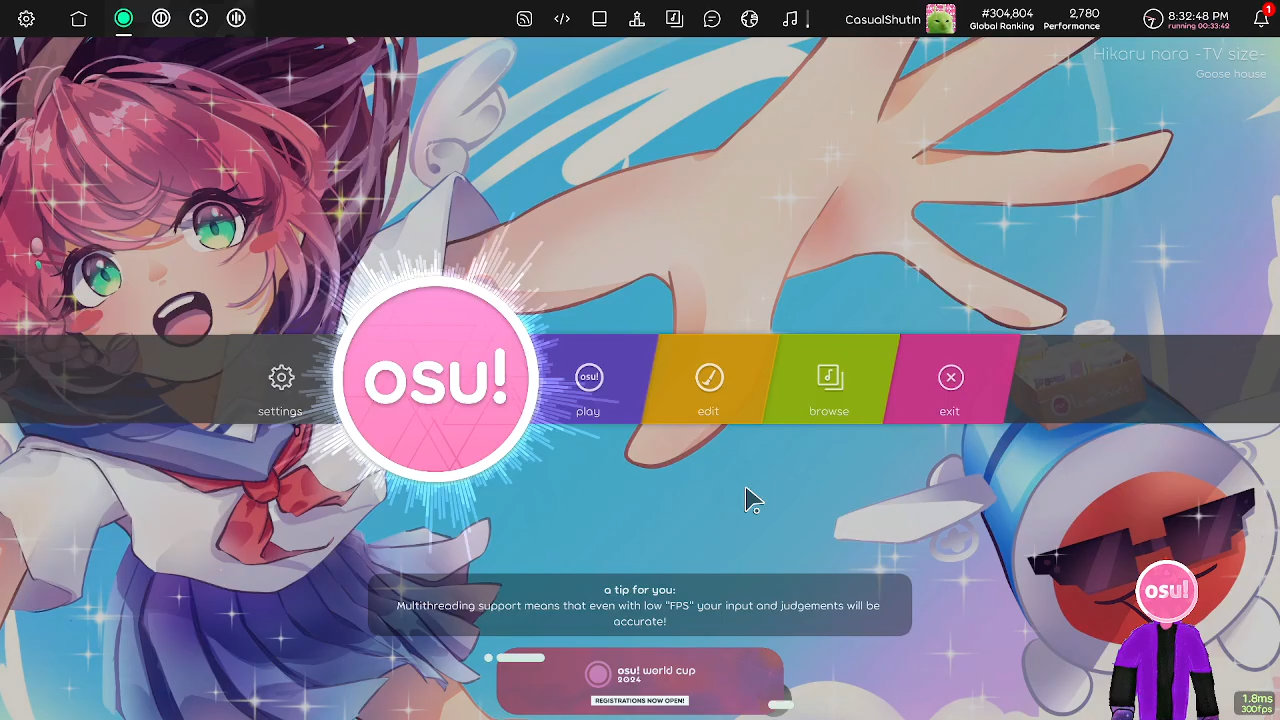 CasualShutIn
#304,804
Global Ranking
2,780
Performance
8:32:48 PM
running 00:33:42
1
Hikaru nara -TV size-
Goose house
settings
osu!
osu!
play
edit
browse
exit
a tip for you:
Multithreading support means that even with low "FPS" your input and judgements will be
accurate!
osu! world cup
2024
REGISTRATIONS NOW OPEN!
osu!
1.8ms
300fps